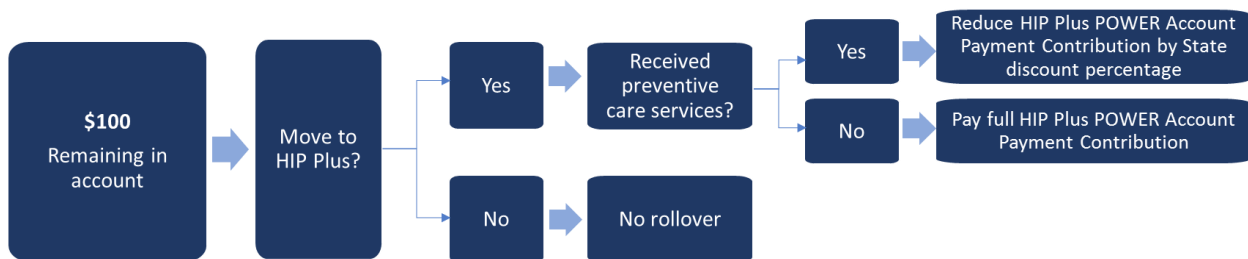 $100
Remaining in
account
Move to
HIP Plus?
Yes
Received
preventive
care services?
Yes
Reduce HIP Plus POWER Account
Payment Contribution by State
discount percentage
No
Pay full HIP Plus POWER Account
Payment Contribution
No
No rollover